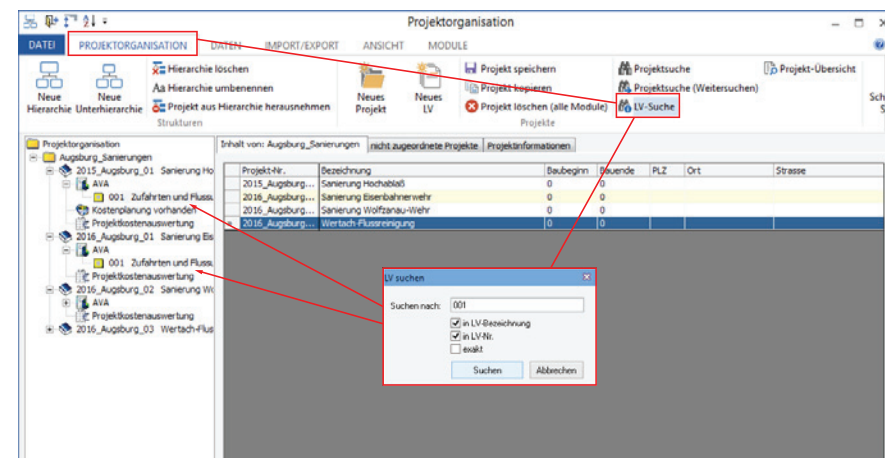 Projektorganisation
DATEI PROJEKTORGANISATION DATEN IMPORT/EXPORT ANSICHT MODULE
Neue Hierarchie
Neue Unterhierarchie
Hierarchie löschen
Aa Hierarchie umbenennen
Projekt aus Hierarchie herausnehmen
Strukturen
Neues Projekt
Neues LV
Projekt speichern
Projekt kopieren
Projekt löschen (alle Module)
Projekte
Projektsuche
Projektsuche (Weitersuchen)
LV-Suche
Projekt-Übersicht
Sch
S
Projektorganisation
Augsburg_Sanierungen
2015_Augsburg_01 Sanierung Ho
AVA
001 Zufahrten und Flussu
Kostenplanung vorhanden
Projektkostenauswertung
2016_Augsburg_01 Sanierung Eis
AVA
001 Zufahrten und Flussu
Projektkostenauswertung
2016_Augsburg_02 Sanierung Wo
AVA
Projektkostenauswertung
2016_Augsburg_03 Wertach-Flus
Inhalt von: Augsburg_Sanierungen nicht zugeordnete Projekte Projektinformationen
Projekt-Nr. Bezeichnung Baubeginn Bauende PLZ Ort Strasse
2015_Augsburg... Sanierung Hochablaß 0 0
2016_Augsburg... Sanierung Eisenbahnerwehr 0 0
2016_Augsburg... Sanierung Wolfzanau-Wehr 0 0
2016_Augsburg... Wertach-Flussreinigung 0 0
LV suchen
Suchen nach: 001
in LV-Bezeichnung
in LV-Nr.
exakt
Suchen Abbrechen